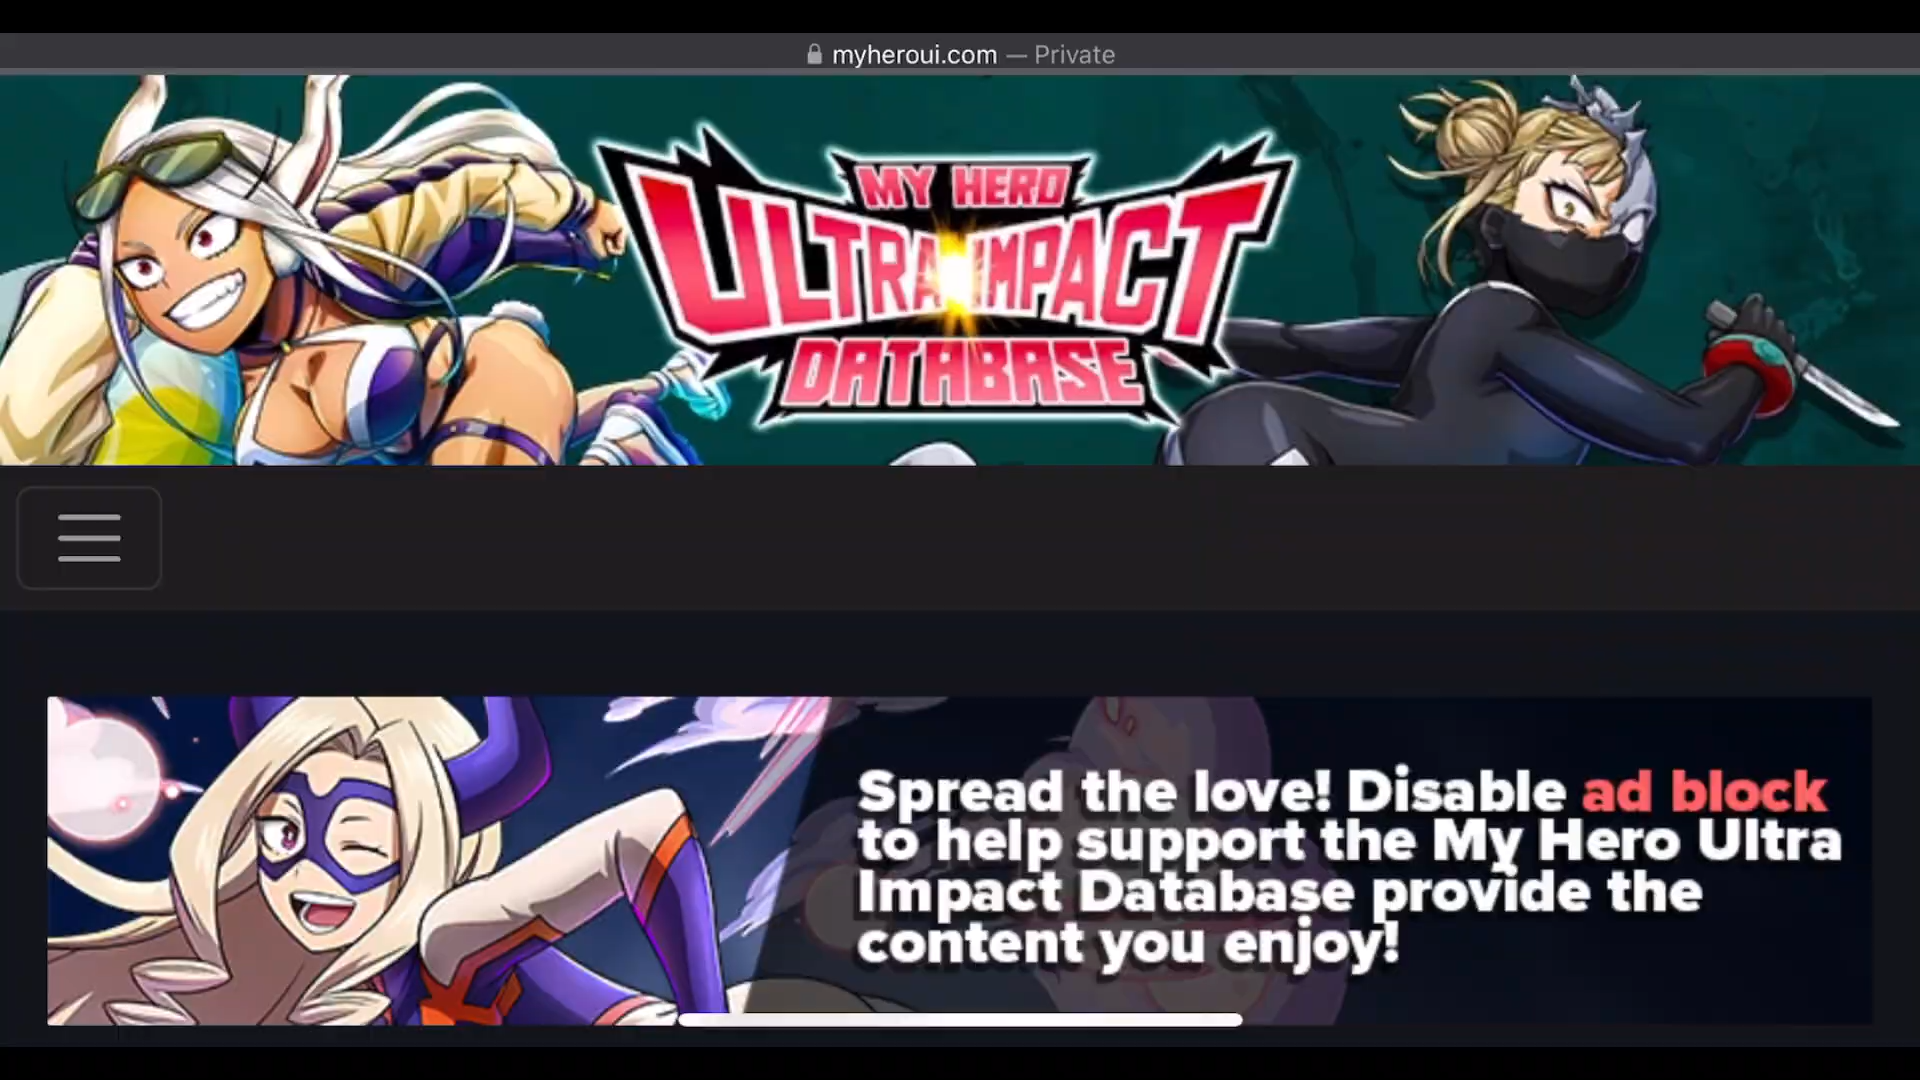 myheroui.com — Private
MY HERO
ULTRA IMPACT
DATABASE
Spread the love! Disable ad block
to help support the My Hero Ultra
Impact Database provide the
content you enjoy!